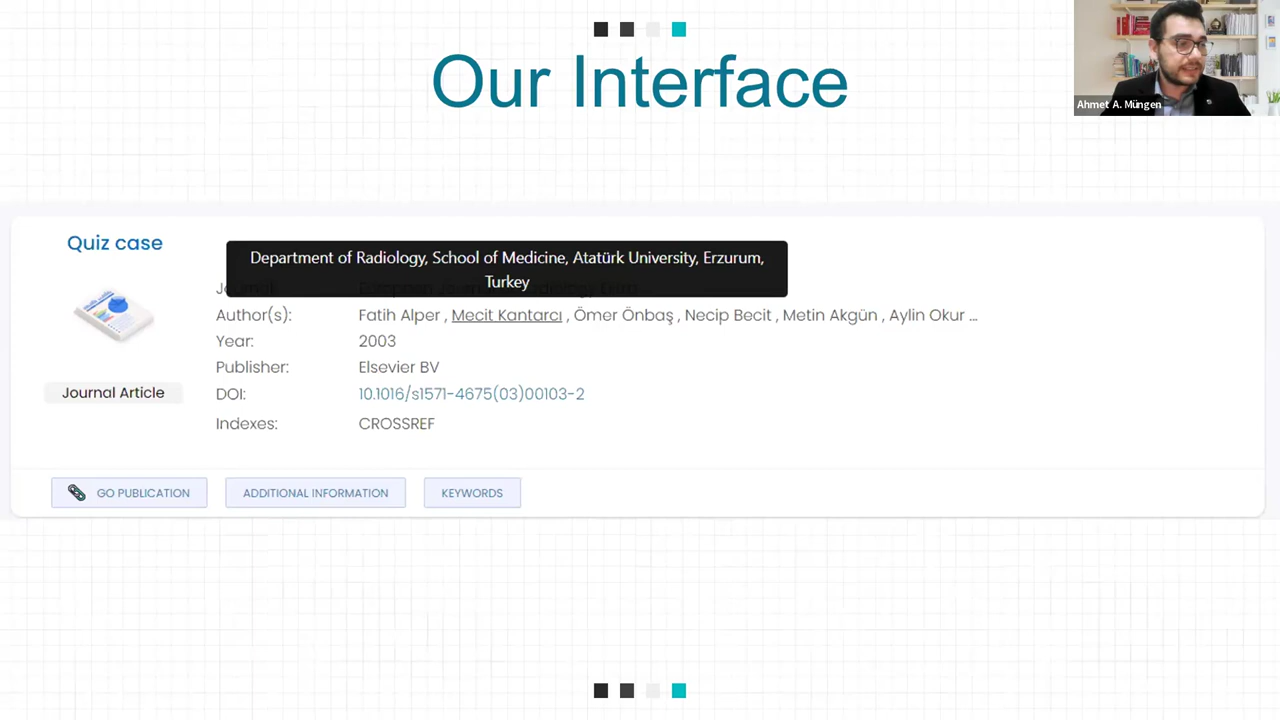 Our Interface
Ahmet A. Müngen
Quiz case
Department of Radiology, School of Medicine, Atatürk University, Erzurum,
Turkey
Author(s): Fatih Alper , Mecit Kantarcı , Ömer Önbaş , Necip Becit , Metin Akgün , Aylin Okur ...
Year: 2003
Publisher: Elsevier BV
Journal Article
DOI: 10.1016/s1571-4675(03)00103-2
Indexes: CROSSREF
GO PUBLICATION
ADDITIONAL INFORMATION
KEYWORDS